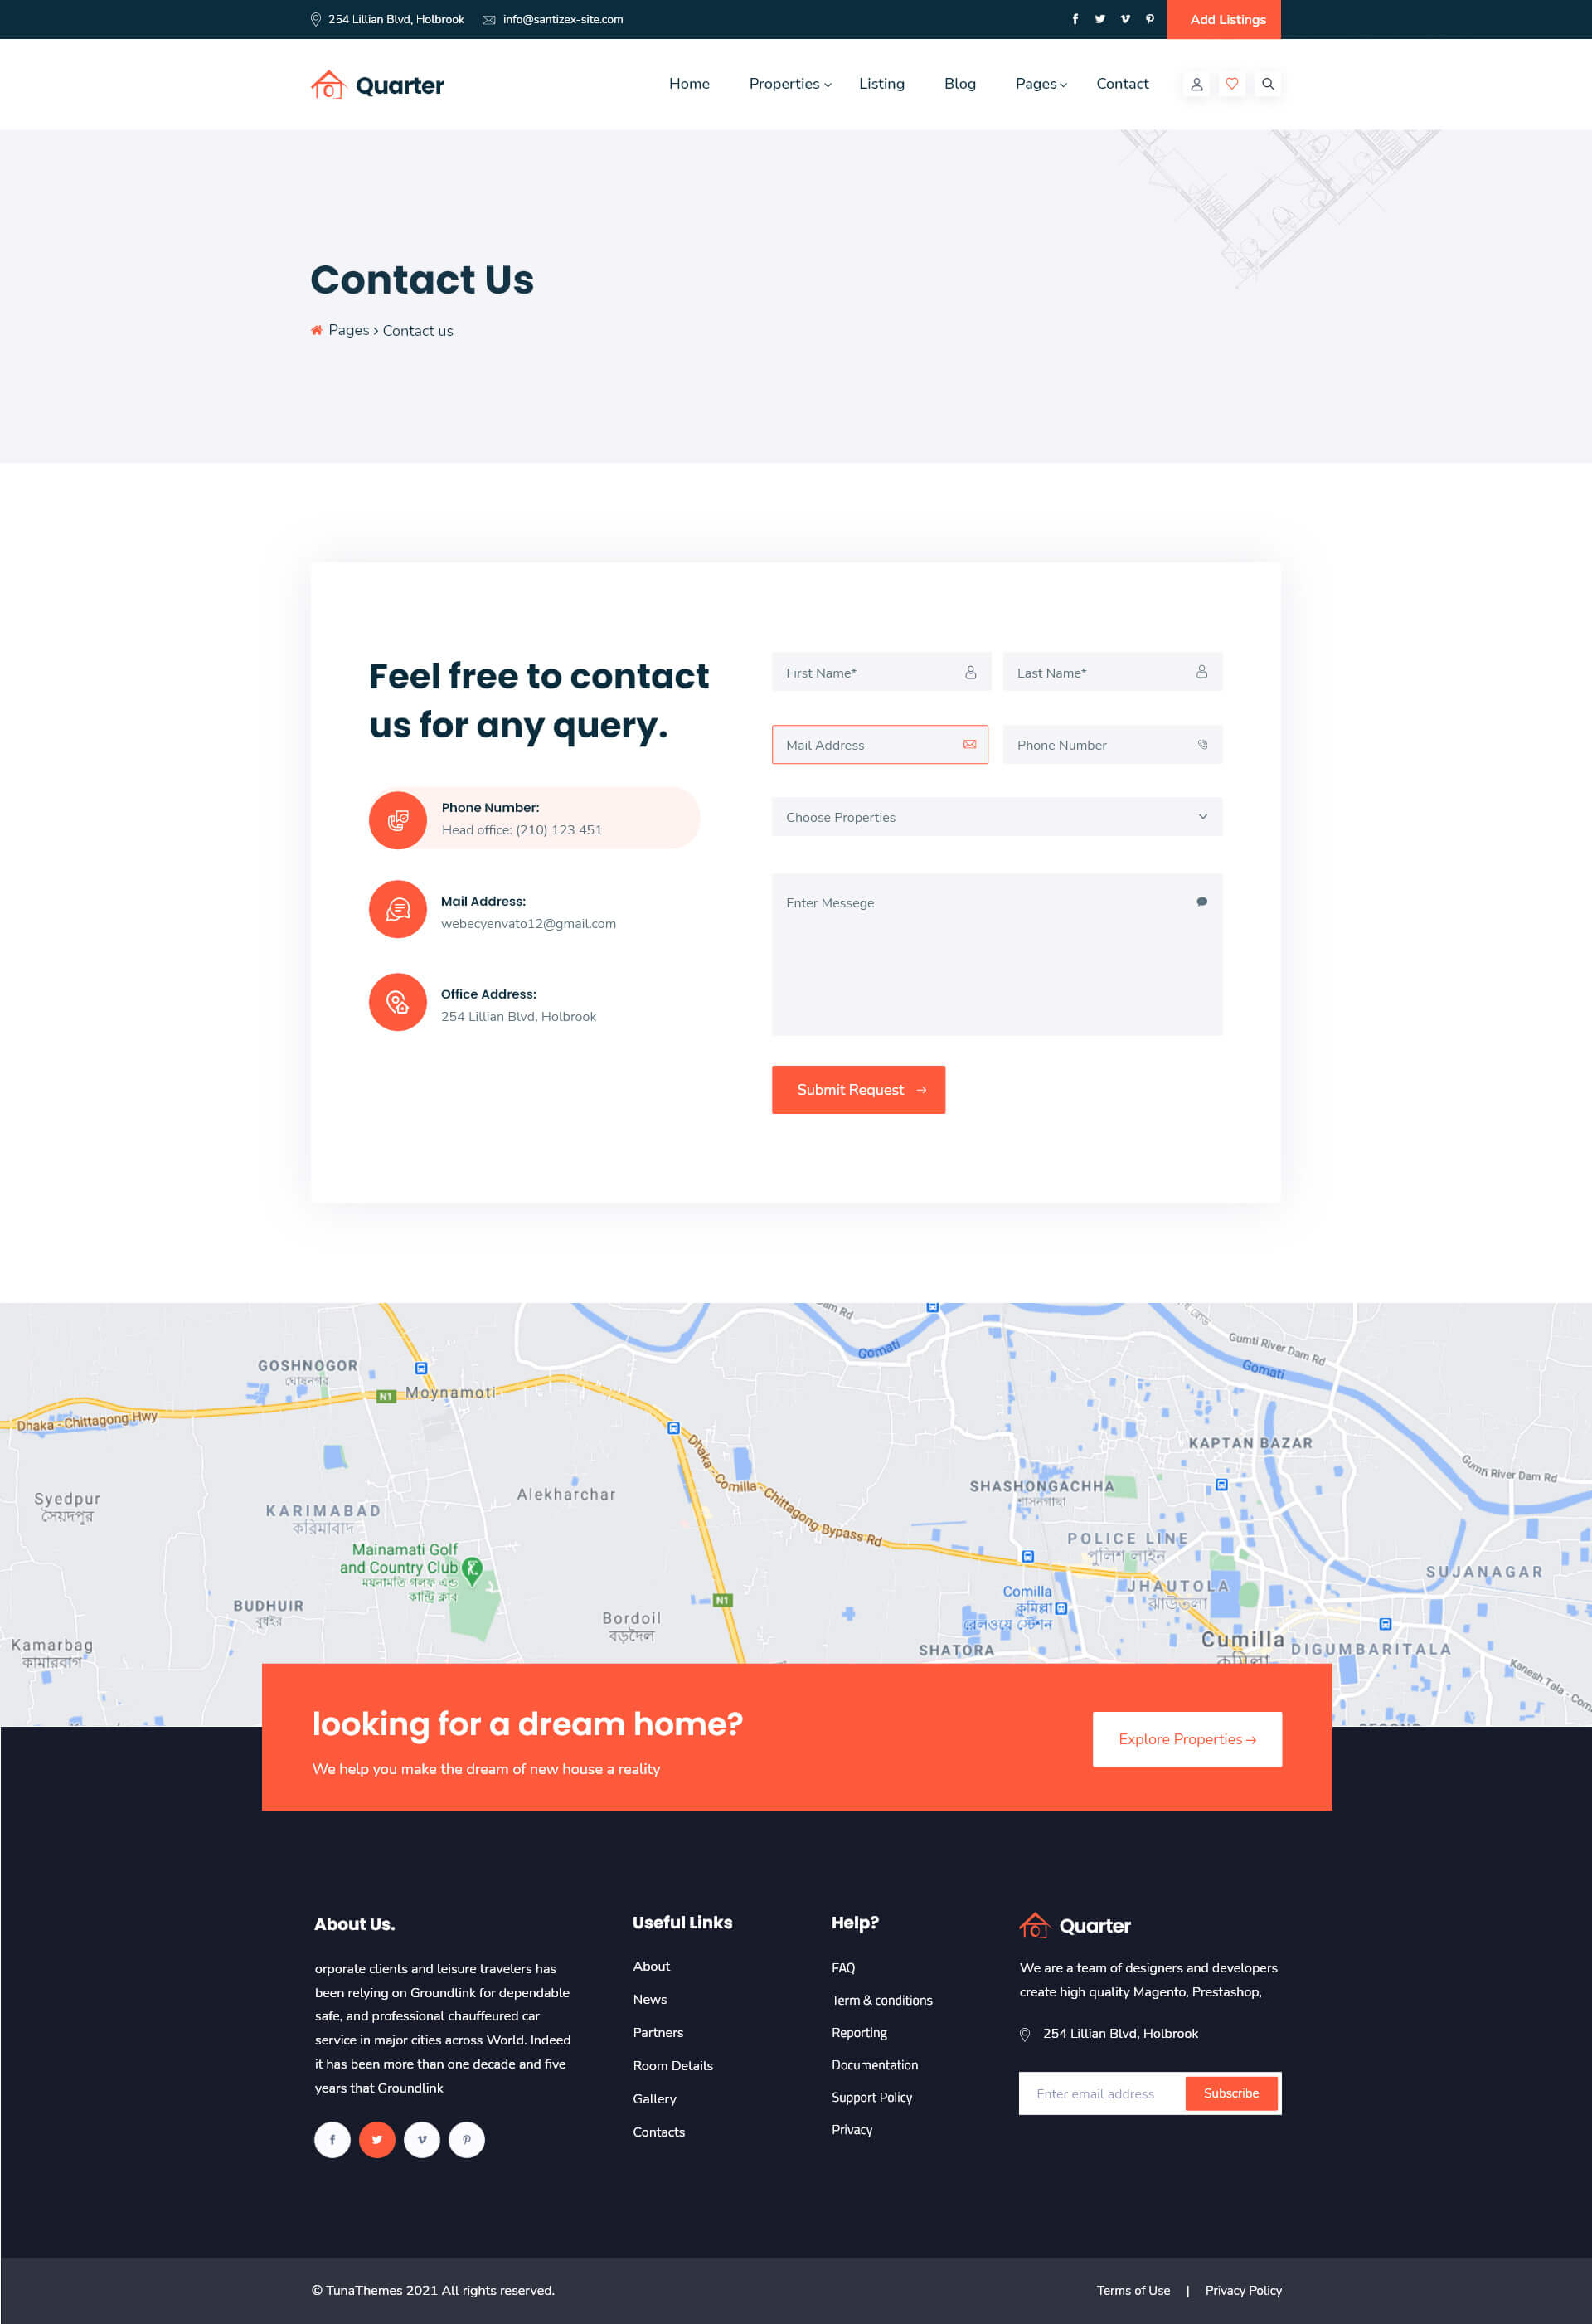 254 Lillian Blvd, Holbrook
info@santizex-site.com
Add Listings
Quarter
Home
Properties
Listing
Blog
Pages
Contact
Contact Us
Pages > Contact us
Feel free to contact
us for any query.
Phone Number:
Head office: (210) 123 451
Mail Address:
webecyenvato12@gmail.com
Office Address:
254 Lillian Blvd, Holbrook
First Name*
Last Name*
Mail Address
Phone Number
Choose Properties
Enter Messege
Submit Request →
Dam Rd
Gomati
Gumti River Dam Rd
Gomati
GOSHNOGOR
ঘোষনগর
Moynamoti
N1
Dhaka - Chittagong Hwy
Dhaka - Comilla - Chittagong Bypass Rd
KAPTAN BAZAR
Gumti River Dam Rd
SHASHONGACHHA
শাসনগাছা
Syedpur
সৈয়দপুর
KARIMABAD
করিমাবাদ
Alekharchar
POLICE LINE
পুলিশ লাইন
Mainamati Golf
and Country Club
ময়নামতি গলফ এন্ড
কান্ট্রি ক্লাব
JHAUTOLA
ঝাউতলা
SUJANAGAR
Comilla
কুমিল্লা
রেলওয়ে স্টেশন
BUDHUIR
বুধইর
N1
Bordoil
বড়দৈল
Kamarbag
কামারবাগ
SHATORA
Cumilla
কুমিল্লা
DIGUMBARITALA
Kanesh Tala - Com
looking for a dream home?
We help you make the dream of new house a reality
Explore Properties →
About Us.
orporate clients and leisure travelers has
been relying on Groundlink for dependable
safe, and professional chauffeured car
service in major cities across World. Indeed
it has been more than one decade and five
years that Groundlink
Useful Links
About
News
Partners
Room Details
Gallery
Contacts
Help?
FAQ
Term & conditions
Reporting
Documentation
Support Policy
Privacy
Quarter
We are a team of designers and developers
create high quality Magento, Prestashop,
254 Lillian Blvd, Holbrook
Enter email address
Subscribe
© TunaThemes 2021 All rights reserved.
Terms of Use | Privacy Policy